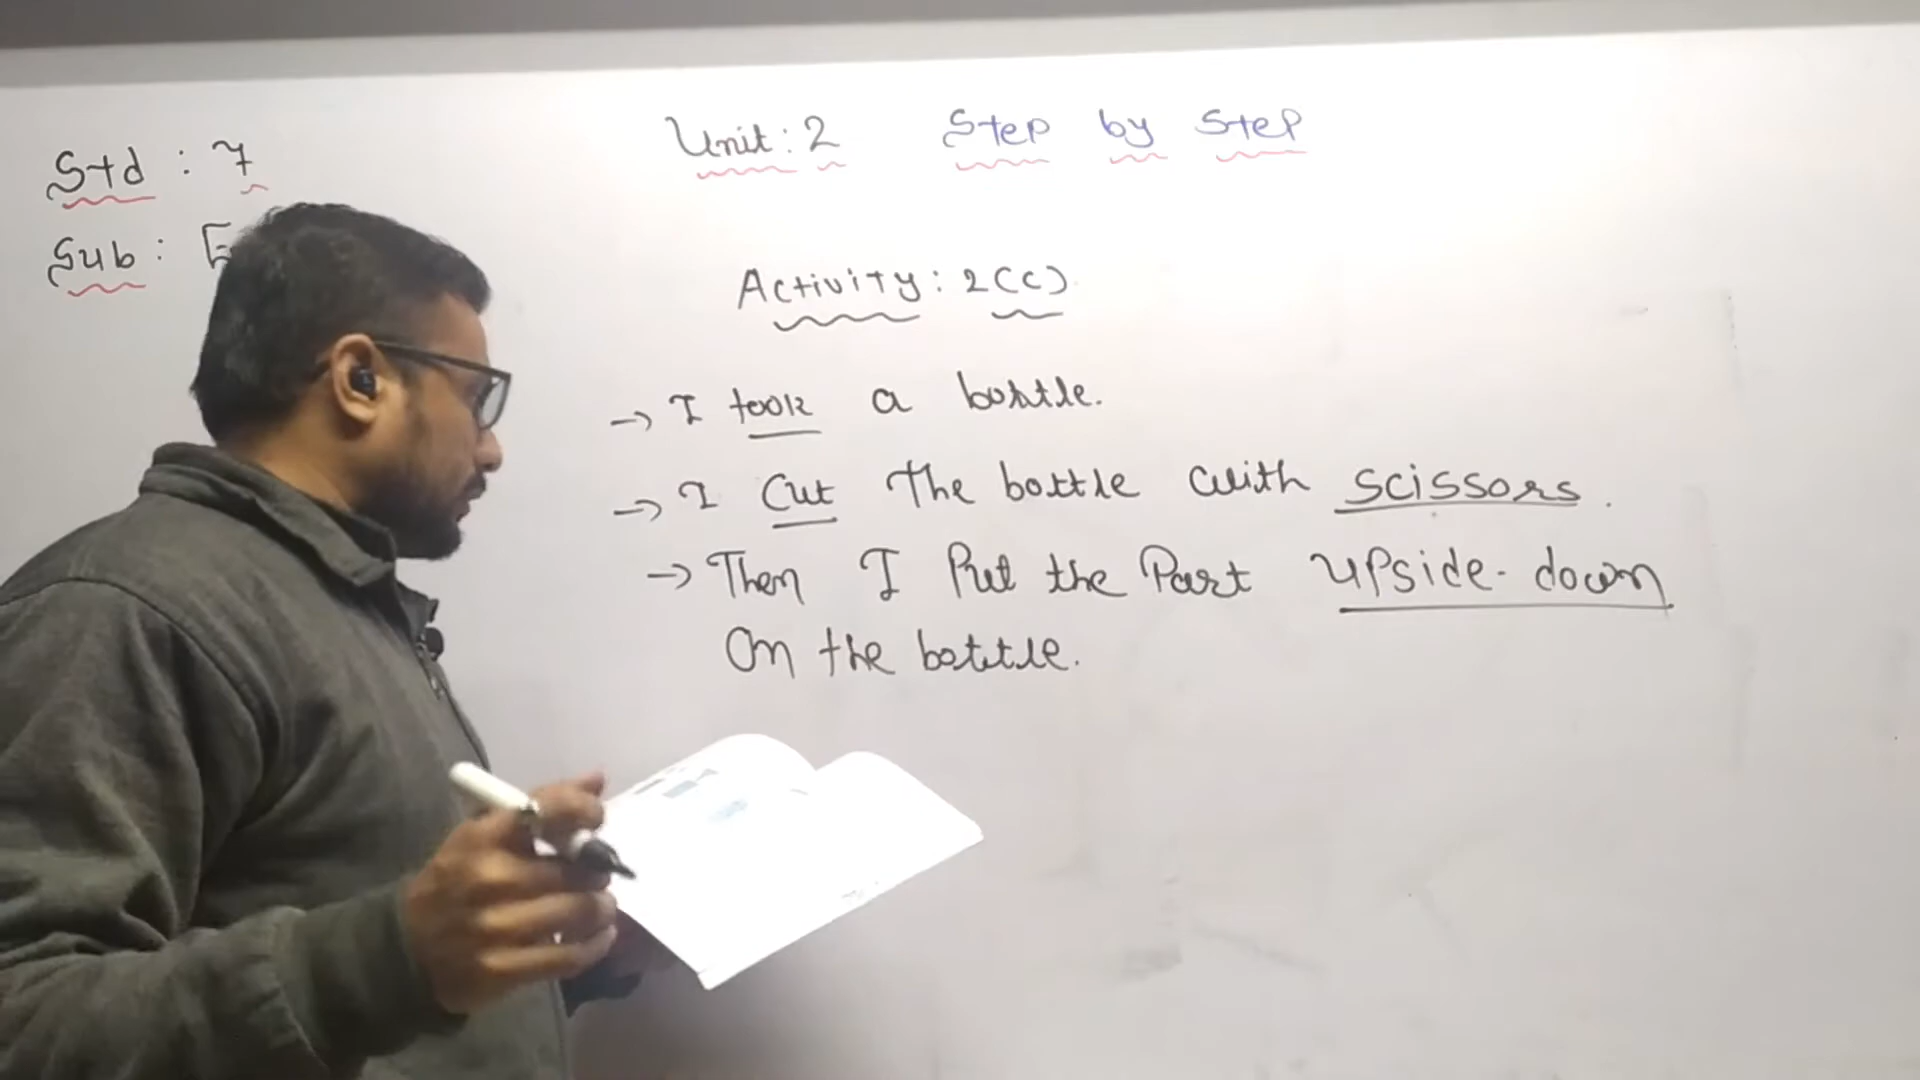 Std : 7
Unit : 2 Step by Step
Sub :
Activity : 2(c)
→ I took a bottle.
→ I cut the bottle with scissors.
→ Then I Put the Part upside-down
On the bottle.